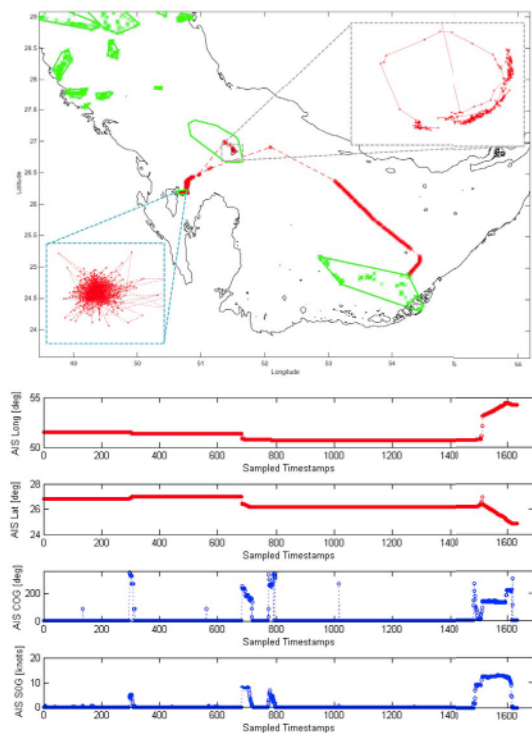 29
28.5
28
27.5
27
26.5
26
25.5
25
24.5
24
Latitude
49 50 51 52 53 54 55 56
Longitude
AIS Long [deg]
55
50
0 200 400 600 800 1000 1200 1400 1600
Sampled Timestamps
AIS Lat [deg]
28
26
24
0 200 400 600 800 1000 1200 1400 1600
Sampled Timestamps
AIS COG [deg]
200
0
0 200 400 600 800 1000 1200 1400 1600
Sampled Timestamps
AIS SOG [knots]
20
10
0
0 200 400 600 800 1000 1200 1400 1600
Sampled Timestamps